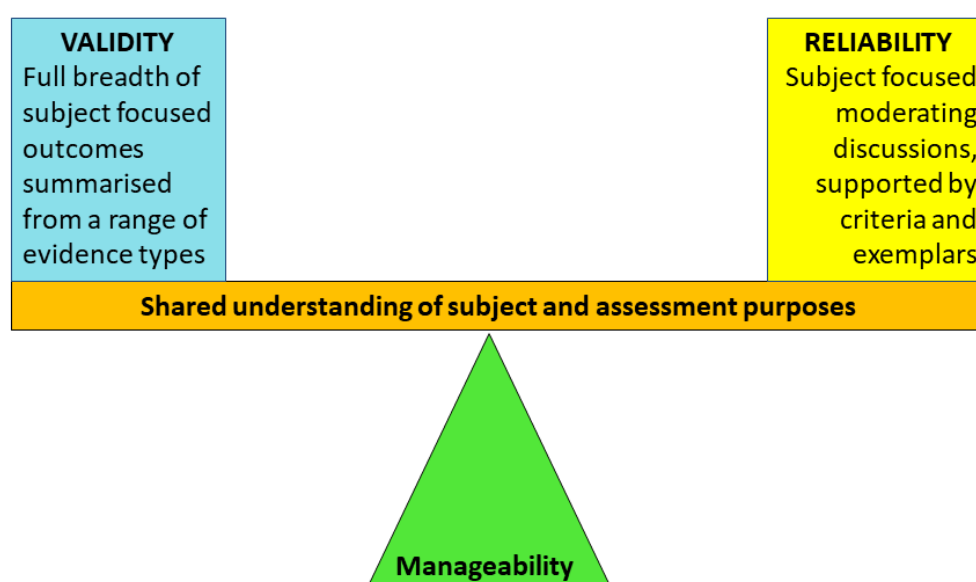 VALIDITY
Full breadth of
subject focused
outcomes
summarised
from a range of
evidence types
RELIABILITY
Subject focused
moderating
discussions,
supported by
criteria and
exemplars
Shared understanding of subject and assessment purposes
Manageability